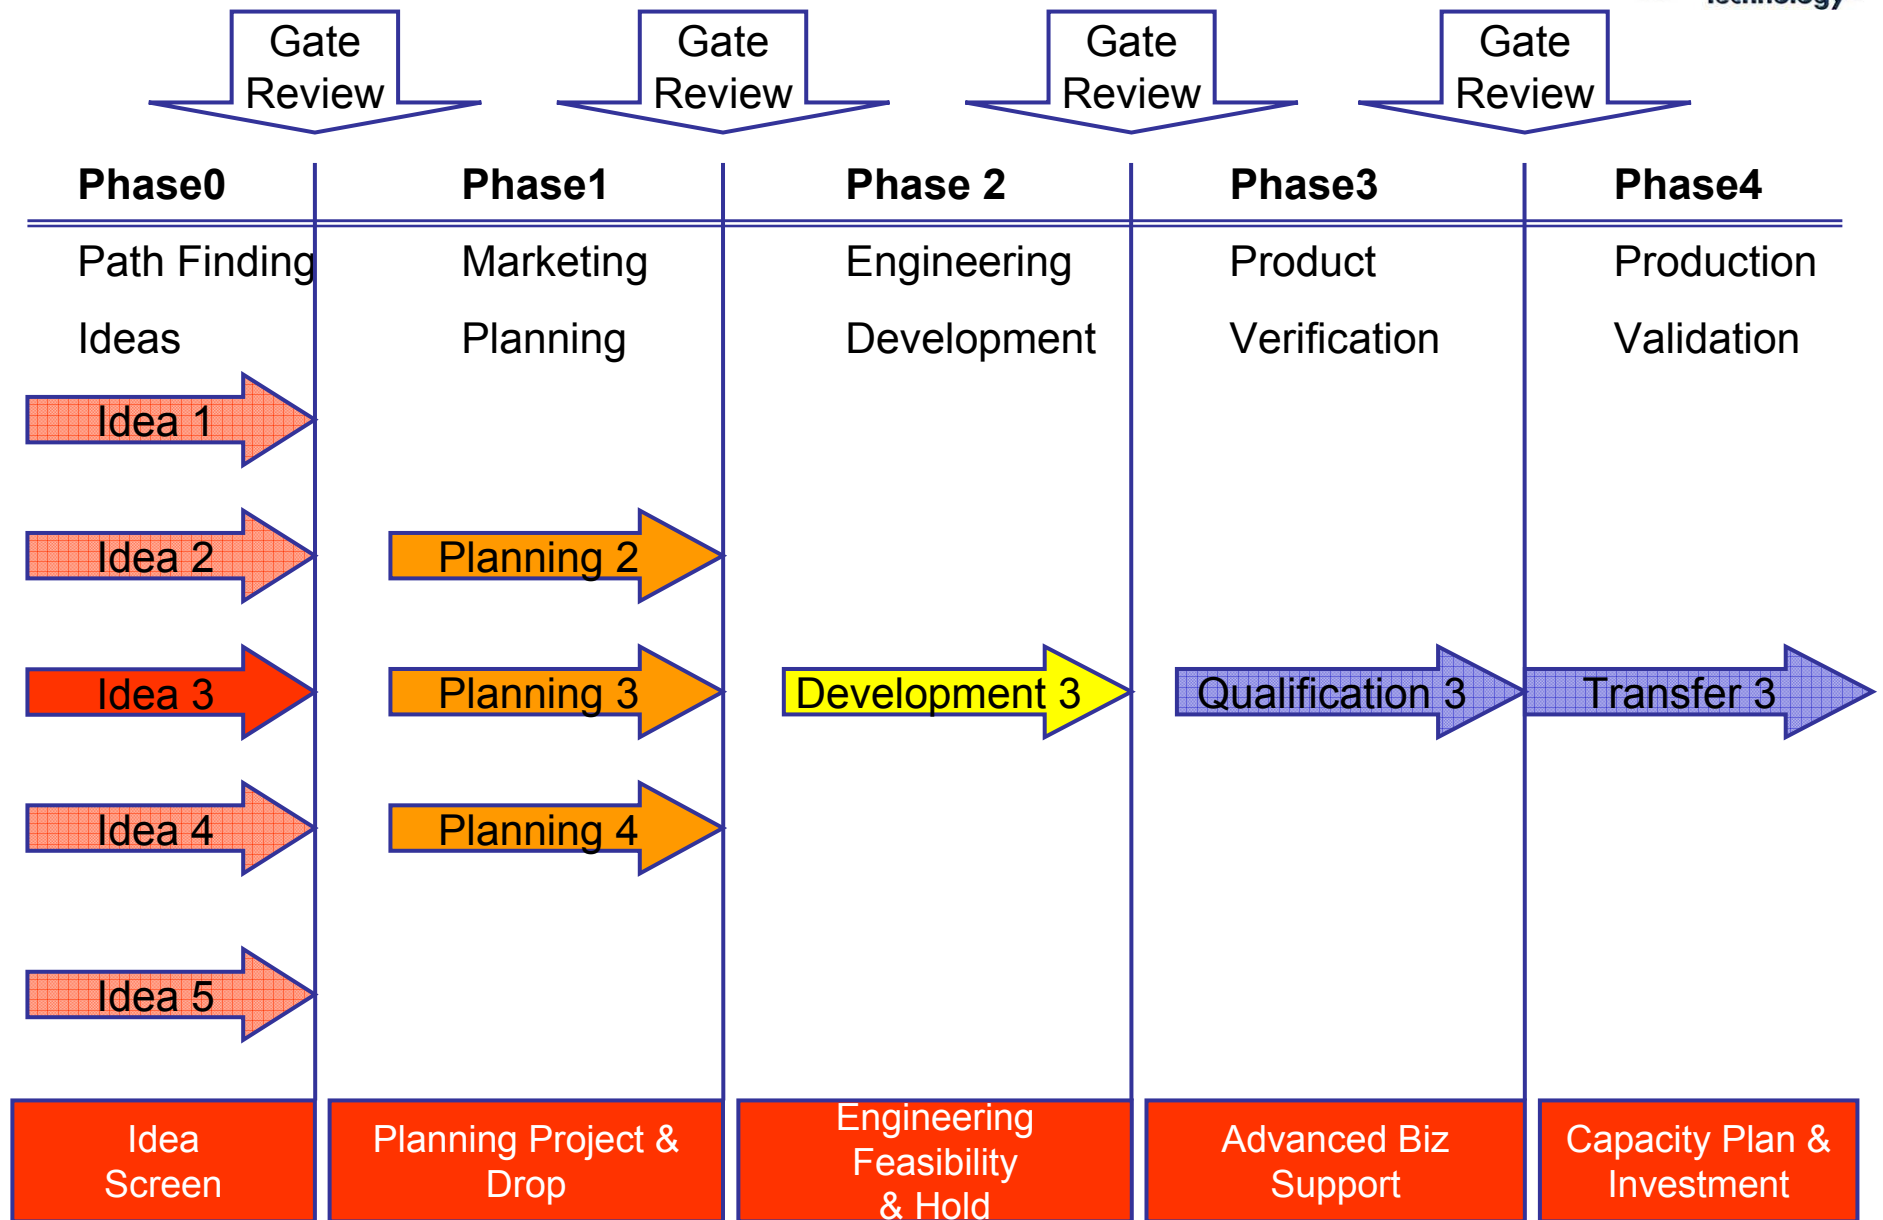 Technology
Gate
Review
Gate
Review
Gate
Review
Gate
Review
Phase0
Phase1
Phase 2
Phase3
Phase4
Path Finding
Marketing
Engineering
Product
Production
Ideas
Planning
Development
Verification
Validation
Idea 1
Idea 2
Planning 2
Idea 3
Planning 3
Development 3
Qualification 3
Transfer 3
Idea 4
Planning 4
Idea 5
Idea
Screen
Planning Project &
Drop
Engineering
Feasibility
& Hold
Advanced Biz
Support
Capacity Plan &
Investment